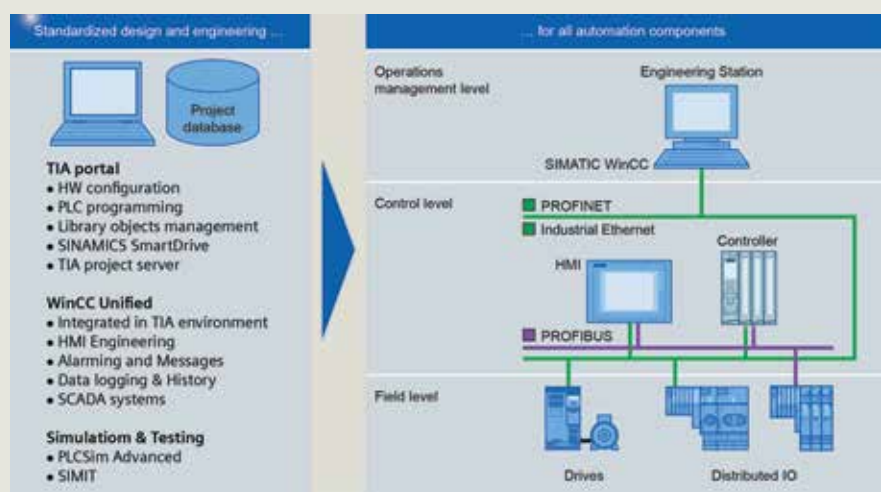 Standardized design and engineering ...
Project
database
TIA portal
• HW configuration
• PLC programming
• Library objects management
• SINAMICS SmartDrive
• TIA project server
WinCC Unified
• Integrated in TIA environment
• HMI Engineering
• Alarming and Messages
• Data logging & History
• SCADA systems
Simulatiom & Testing
• PLCSim Advanced
• SIMIT
... for all automation components
Operations
management level
Engineering Station
SIMATIC WinCC
Control level
PROFINET
Industrial Ethernet
Controller
HMI
PROFIBUS
Field level
Drives
Distributed IO